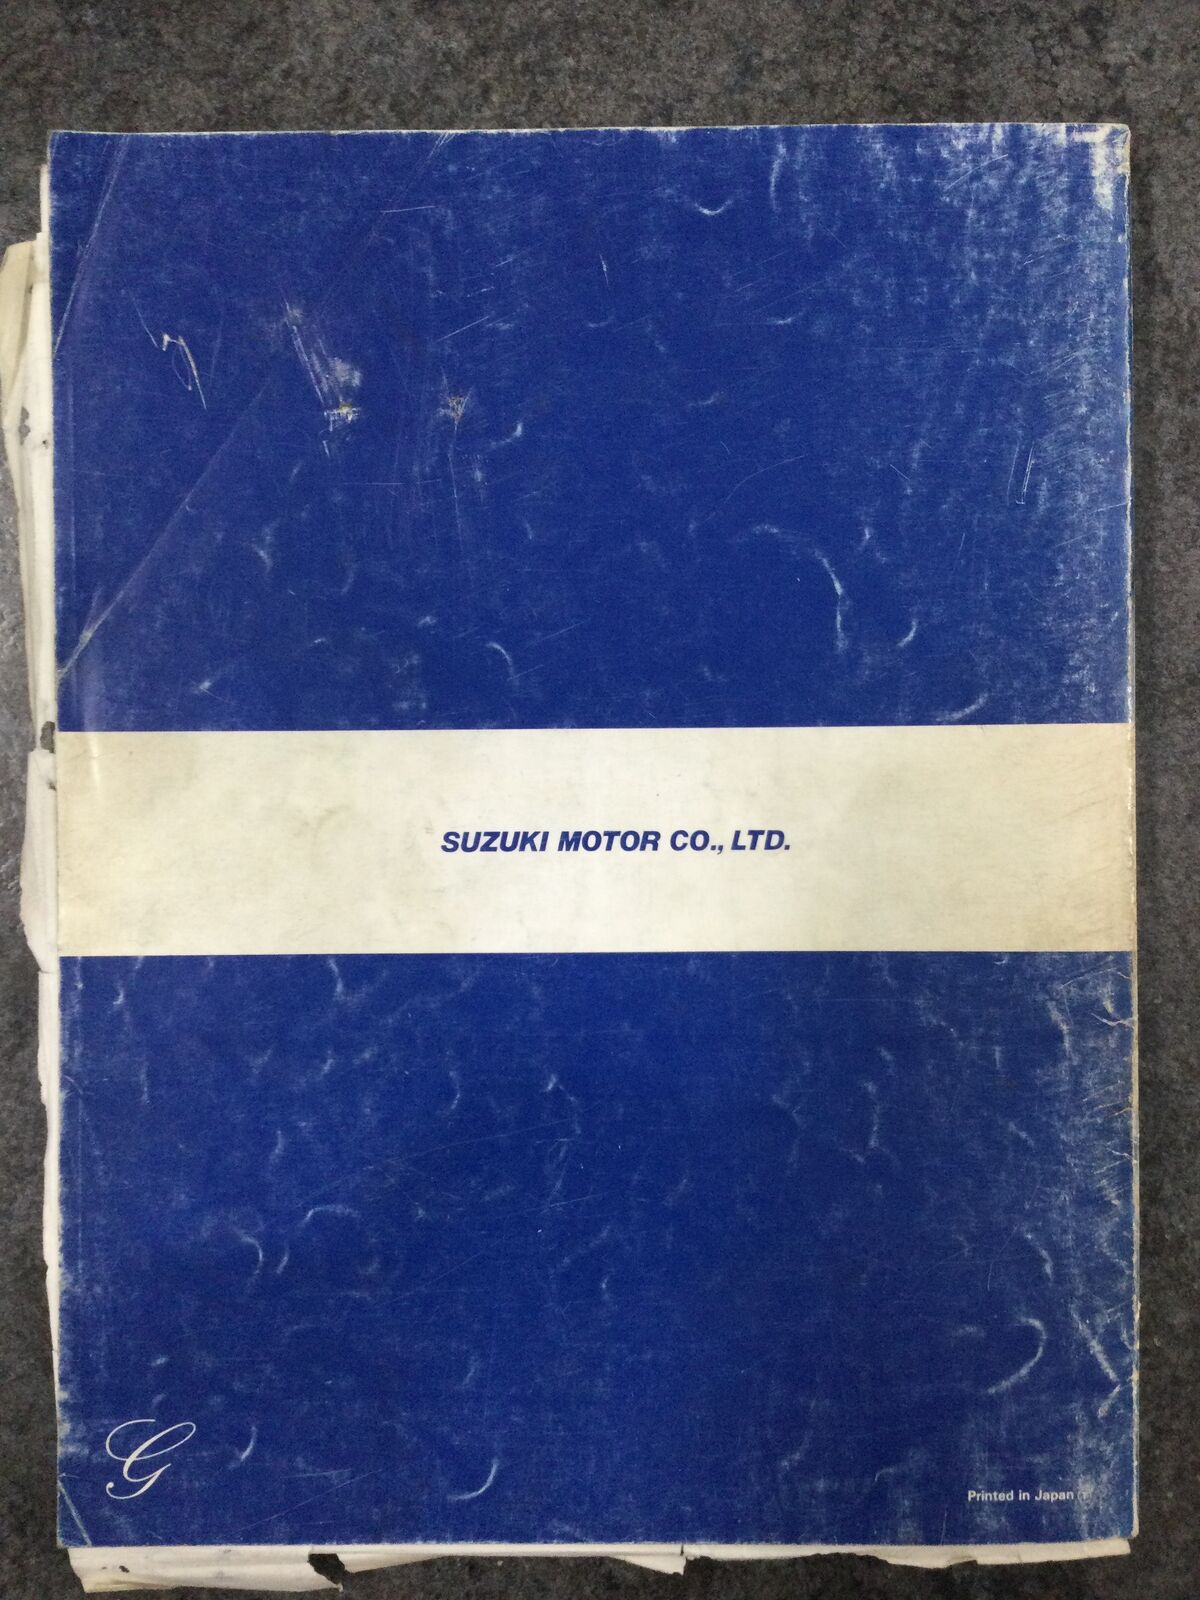 SUZUKI MOTOR CO., LTD.
G
Printed in Japan